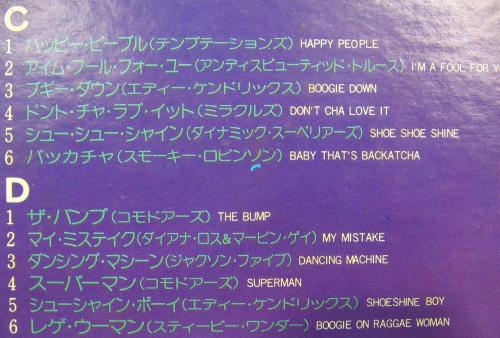 C
1 ハッピー・ピープル(テンプテーションズ) HAPPY PEOPLE
2 アイム・フール・フォー・ユー(アンディスピューティッド・トルース) I'M A FOOL FOR
3 ブギー・ダウン(エディー・ケンドリックス) BOOGIE DOWN
4 ドント・チャ・ラブ・イット(ミラクルズ) DON'T CHA LOVE IT
5 シュー・シュー・シャイン(ダイナミック・スーペリアーズ) SHOE SHOE SHINE
6 バッカチャ(スモーキー・ロビンソン) BABY THAT'S BACKATCHA
D
1 ザ・バンプ(コモドアーズ) THE BUMP
2 マイ・ミステイク(ダイアナ・ロス&マービン・ゲイ) MY MISTAKE
3 ダンシング・マシーン(ジャクソン・ファイブ) DANCING MACHINE
4 スーパーマン(コモドアーズ) SUPERMAN
5 シューシャイン・ボーイ(エディー・ケンドリックス) SHOESHINE BOY
6 レゲ・ウーマン(スティービー・ワンダー) BOOGIE ON RAGGAE WOMAN